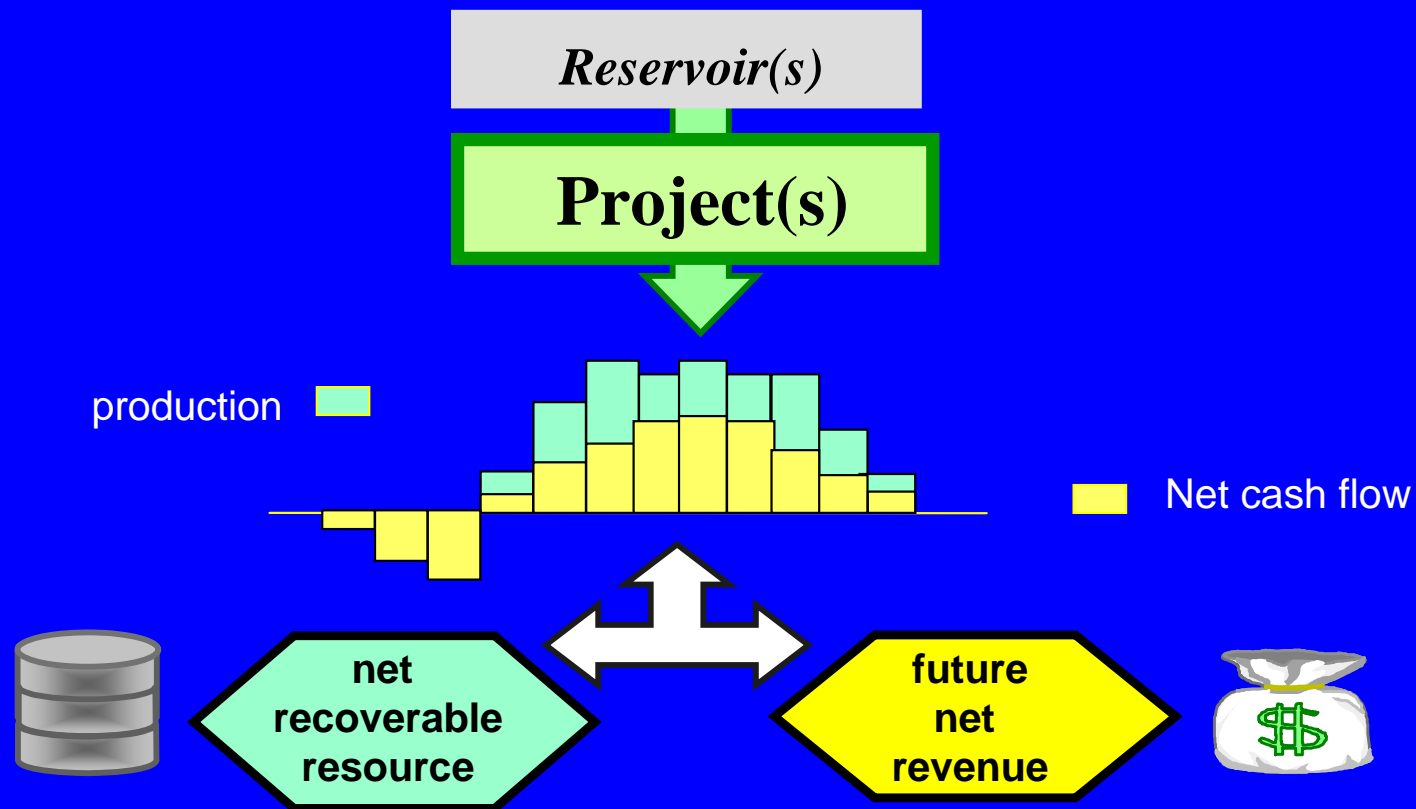 Reservoir(s)
Project(s)
production
Net cash flow
net
recoverable
resource
future
net
revenue
$